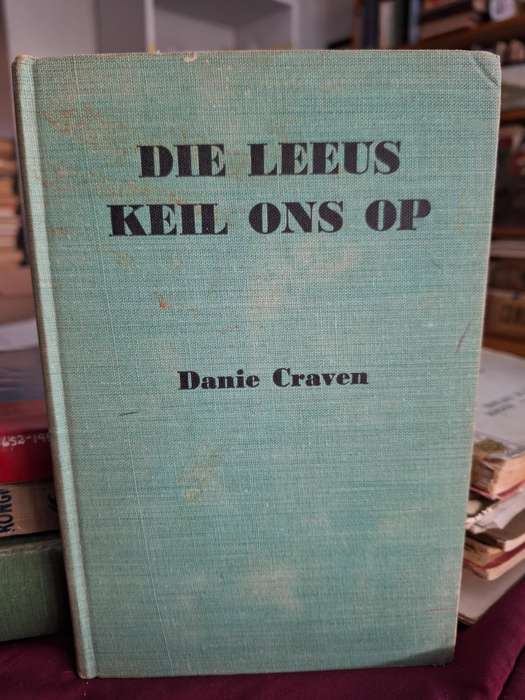 DIE LEEUS
KEIL ONS OP
Danie Craven